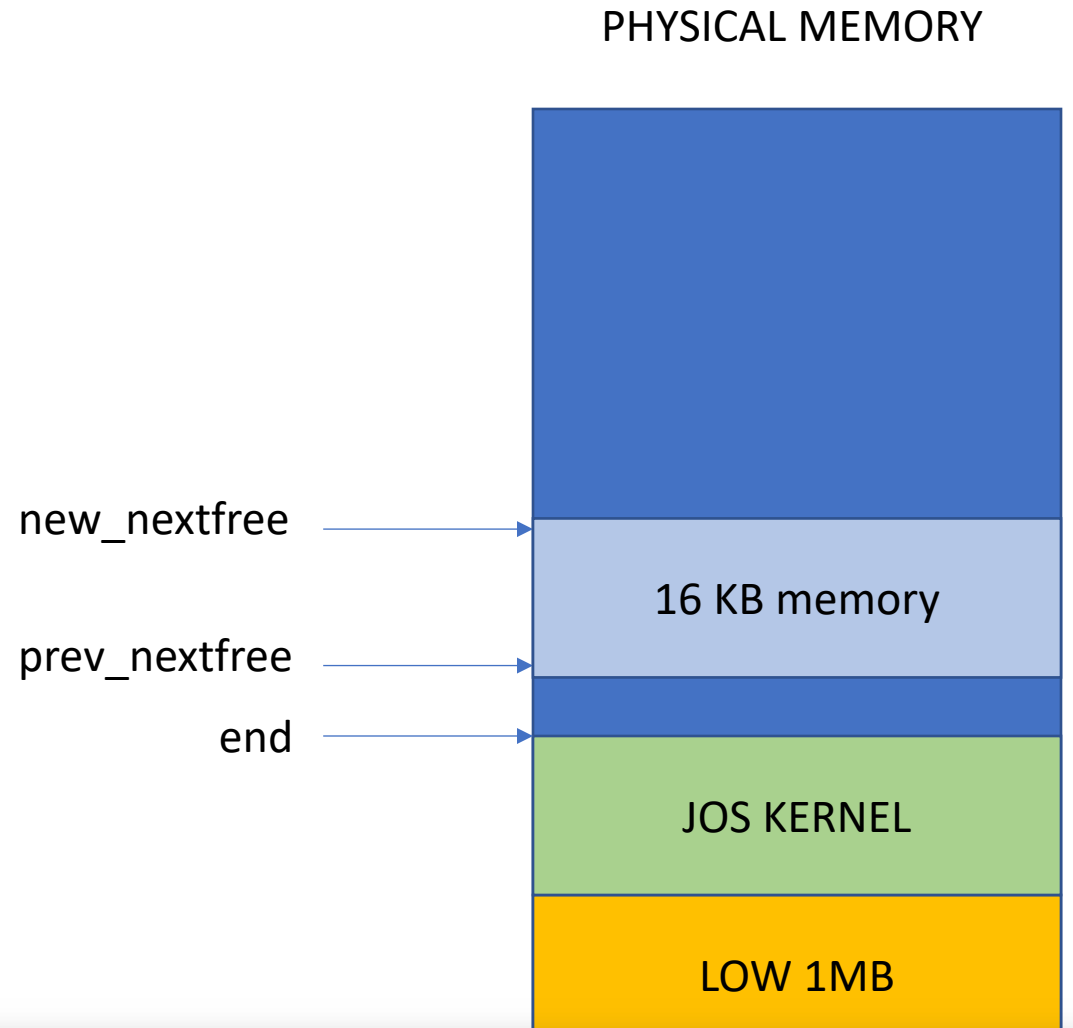 PHYSICAL MEMORY
new_nextfree
16 KB memory
prev_nextfree
end
JOS KERNEL
LOW 1MB